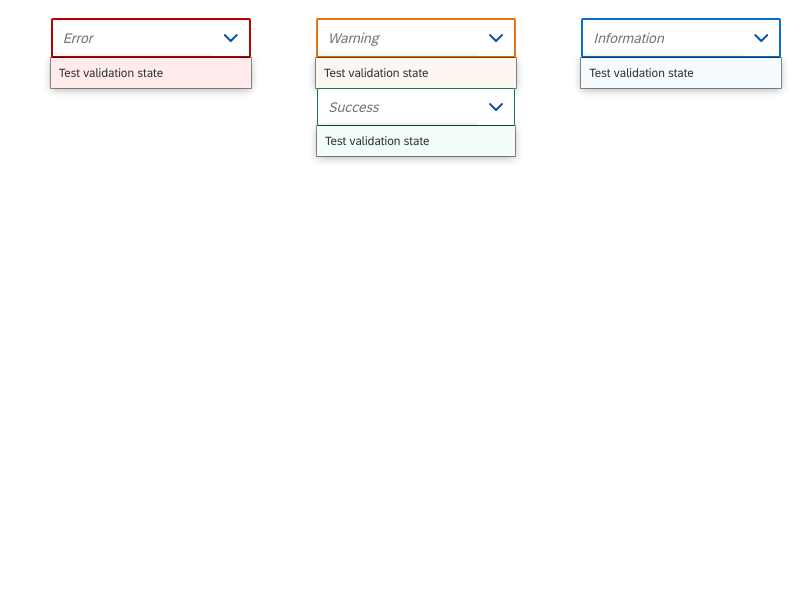 Error
Test validation state
Warning
Test validation state
Information
Test validation state
Success
Test validation state